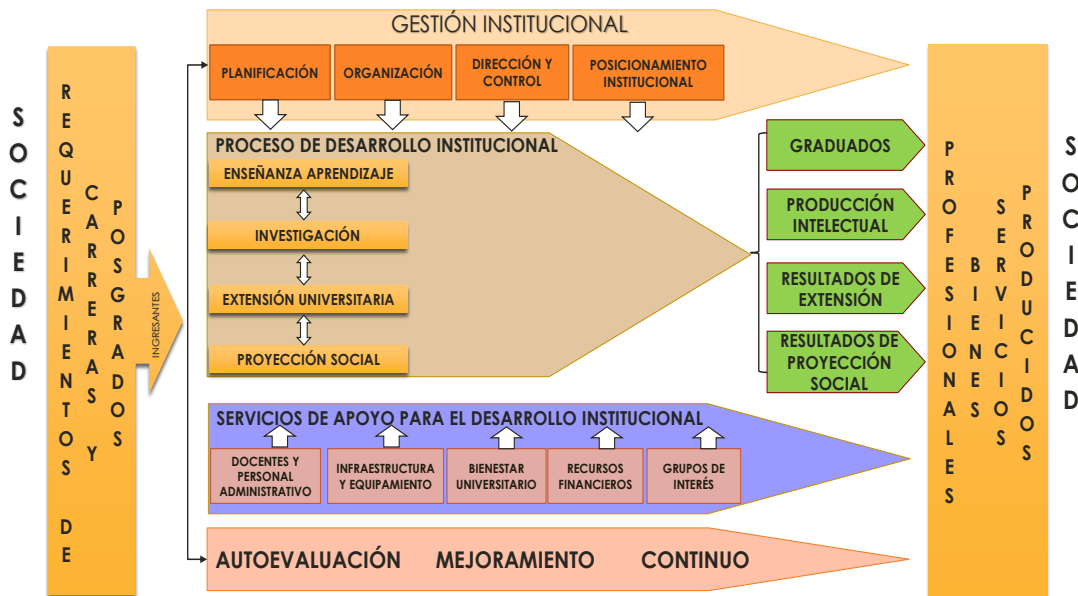 SOCIEDAD
REQUERIMIENTOS DE
CARRERAS Y
POSGRADOS
INGRESANTES
GESTIÓN INSTITUCIONAL
PLANIFICACIÓN
ORGANIZACIÓN
DIRECCIÓN Y
CONTROL
POSICIONAMIENTO
INSTITUCIONAL
PROCESO DE DESARROLLO INSTITUCIONAL
ENSEÑANZA APRENDIZAJE
INVESTIGACIÓN
EXTENSIÓN UNIVERSITARIA
PROYECCIÓN SOCIAL
GRADUADOS
PRODUCCIÓN
INTELECTUAL
RESULTADOS DE
EXTENSIÓN
RESULTADOS DE
PROYECCIÓN
SOCIAL
SERVICIOS DE APOYO PARA EL DESARROLLO INSTITUCIONAL
DOCENTES Y
PERSONAL
ADMINISTRATIVO
INFRAESTRUCTURA
Y EQUIPAMIENTO
BIENESTAR
UNIVERSITARIO
RECURSOS
FINANCIEROS
GRUPOS DE
INTERÉS
AUTOEVALUACIÓN MEJORAMIENTO CONTINUO
PROFESIONALES
BIENES
SERVICIOS
PRODUCIDOS
SOCIEDAD